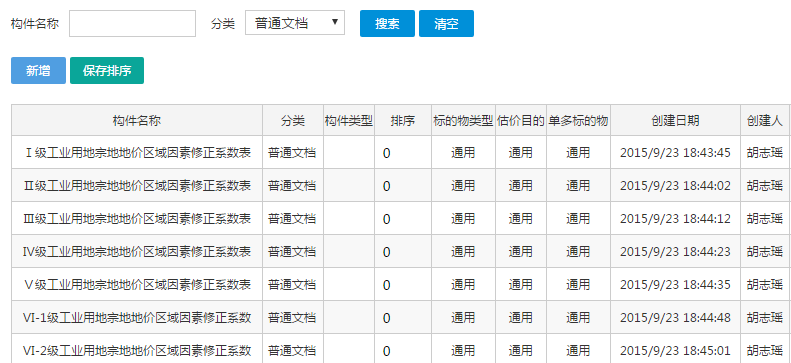 构件名称 分类 普通文档 搜索 清空
新增 保存排序
构件名称 分类 构件类型 排序 标的物类型 估价目的 单多标的物 创建日期 创建人
Ⅰ级工业用地宗地地价区域因素修正系数表 普通文档 0 通用 通用 通用 2015/9/23 18:43:45 胡志瑶
Ⅱ级工业用地宗地地价区域因素修正系数表 普通文档 0 通用 通用 通用 2015/9/23 18:44:02 胡志瑶
Ⅲ级工业用地宗地地价区域因素修正系数表 普通文档 0 通用 通用 通用 2015/9/23 18:44:12 胡志瑶
Ⅳ级工业用地宗地地价区域因素修正系数表 普通文档 0 通用 通用 通用 2015/9/23 18:44:23 胡志瑶
Ⅴ级工业用地宗地地价区域因素修正系数表 普通文档 0 通用 通用 通用 2015/9/23 18:44:35 胡志瑶
Ⅵ-1级工业用地宗地地价区域因素修正系数 普通文档 0 通用 通用 通用 2015/9/23 18:44:48 胡志瑶
Ⅵ-2级工业用地宗地地价区域因素修正系数 普通文档 0 通用 通用 通用 2015/9/23 18:45:01 胡志瑶